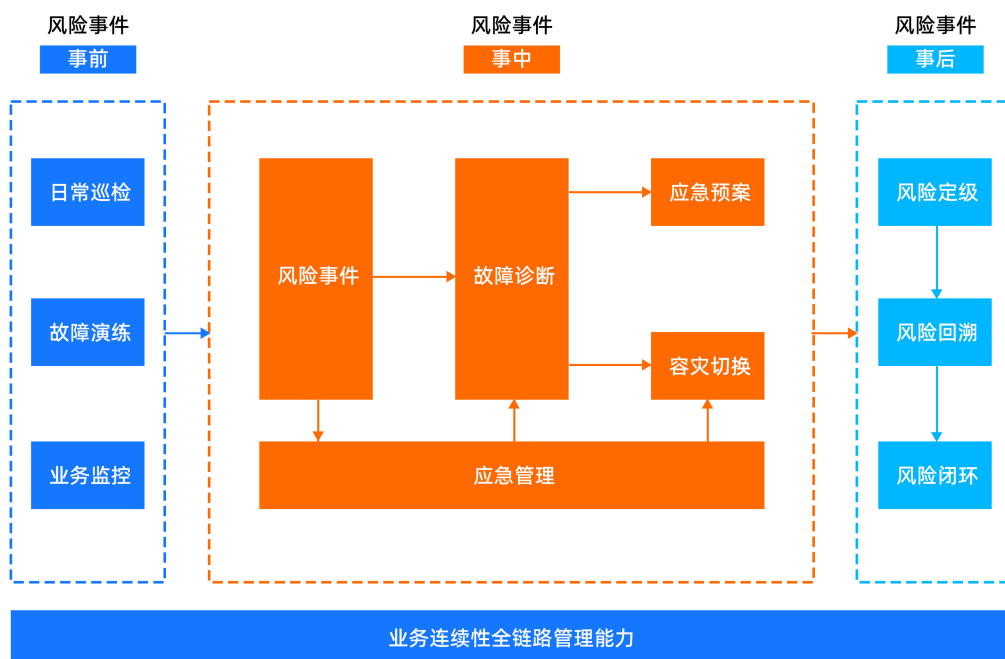 风险事件
事前
风险事件
事中
风险事件
事后
日常巡检
故障演练
业务监控
风险事件
故障诊断
应急预案
容灾切换
应急管理
风险定级
风险回溯
风险闭环
业务连续性全链路管理能力